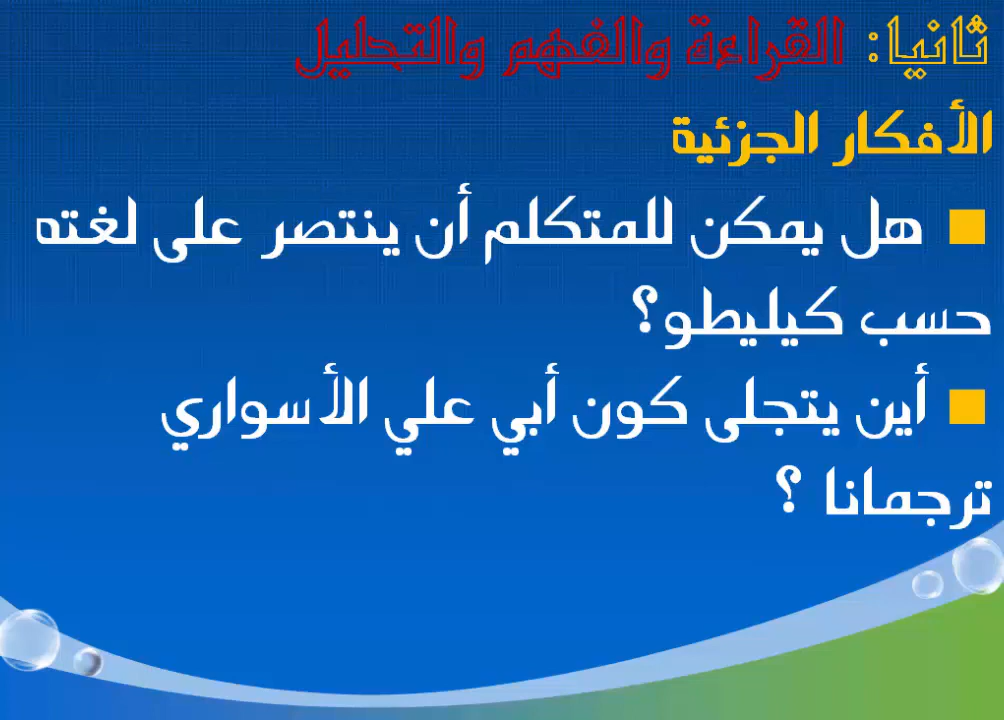 ثانيا: القراءة والفهم والتحليل
الأفكار الجزئية
هل يمكن للمتكلم أن ينتصر على لغته
حسب كيليطو؟
أين يتجلى كون أبي علي الأسواري
ترجمانا ؟